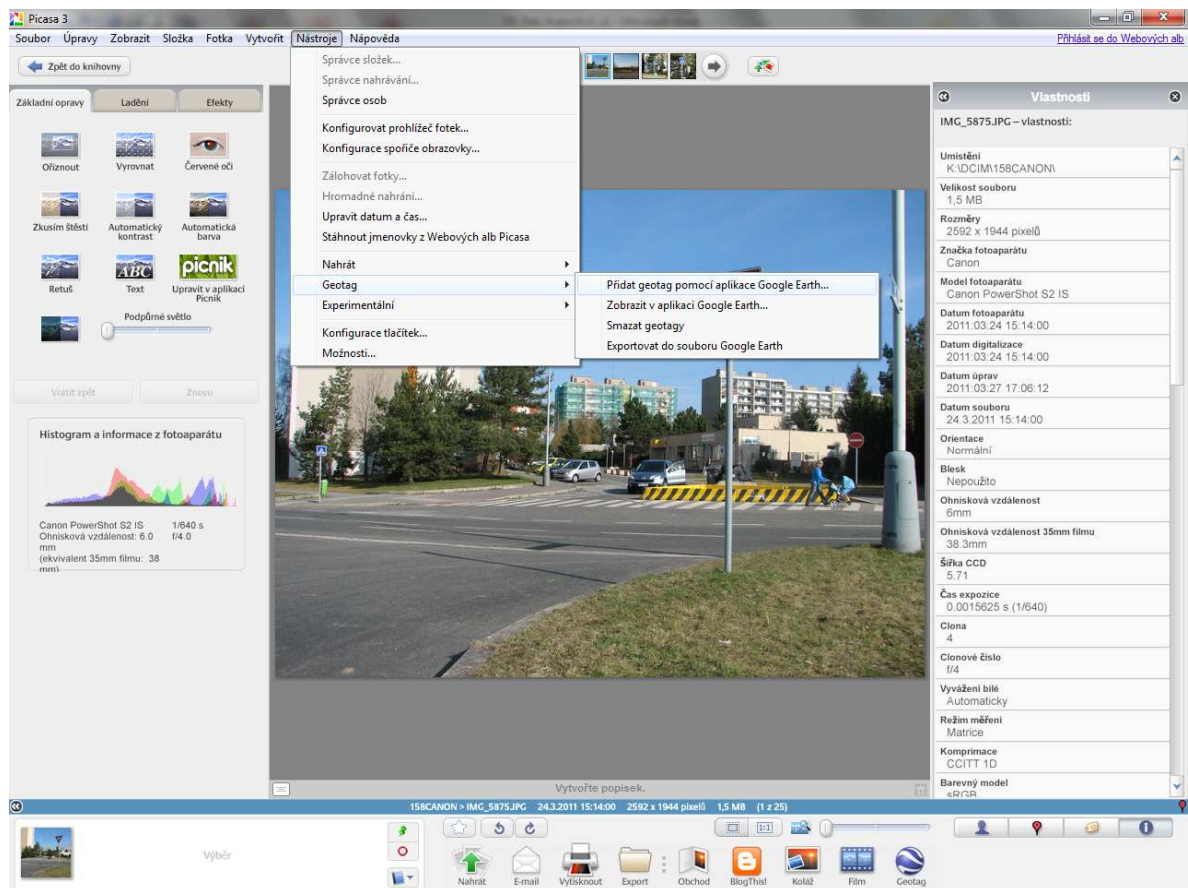 Picasa 3
Soubor Úpravy Zobrazit Složka Fotka Vytvořit Nástroje Nápověda
Přihlásit se do Webových alb
Zpět do knihovny
Základní opravy Ladění Efekty
Oříznout Vyrovnat Červené oči
Zkusím štěstí Automatický kontrast Automatická barva
Retuš Text Upravit v aplikaci Picnik
ABC
picnik
Podpůrné světlo
Vrátit zpět Znovu
Histogram a informace z fotoaparátu
Canon PowerShot S2 IS 1/640 s
Ohnisková vzdálenost: 6.0 f/4.0
mm
(ekvivalent 35mm filmu: 38
mm)
Správce složek...
Správce nahrávání...
Správce osob
Konfigurovat prohlížeč fotek...
Konfigurace spořiče obrazovky...
Zálohovat fotky...
Hromadné nahrání...
Upravit datum a čas...
Stáhnout jmenovky z Webových alb Picasa
Nahrát
Geotag
Experimentální
Konfigurace tlačítek...
Možnosti...
Přidat geotag pomocí aplikace Google Earth...
Zobrazit v aplikaci Google Earth...
Smazat geotagy
Exportovat do souboru Google Earth
Vlastnosti
IMG_5875.JPG – vlastnosti:
Umístění
K:\DCIM\158CANON\
Velikost souboru
1,5 MB
Rozměry
2592 x 1944 pixelů
Značka fotoaparátu
Canon
Model fotoaparátu
Canon PowerShot S2 IS
Datum fotoaparátu
2011:03:24 15:14:00
Datum digitalizace
2011:03:24 15:14:00
Datum úprav
2011:03:27 17:06:12
Datum souboru
24.3.2011 15:14:00
Orientace
Normální
Blesk
Nepoužito
Ohnisková vzdálenost
6mm
Ohnisková vzdálenost 35mm filmu
38.3mm
Šířka CCD
5.71
Čas expozice
0.0015625 s (1/640)
Clona
4
Clonové číslo
f/4
Vyvážení bílé
Automaticky
Režim měření
Matrice
Komprimace
CCITT 1D
Barevný model
sRGB
Vytvořte popisek.
158CANON > IMG_5875.JPG 24.3.2011 15:14:00 2592 x 1944 pixelů 1,5 MB (1 z 25)
Výběr
1:1
Nahrát E-mail Vytisknout Export Obchod BlogThis! Koláž Film Geotag